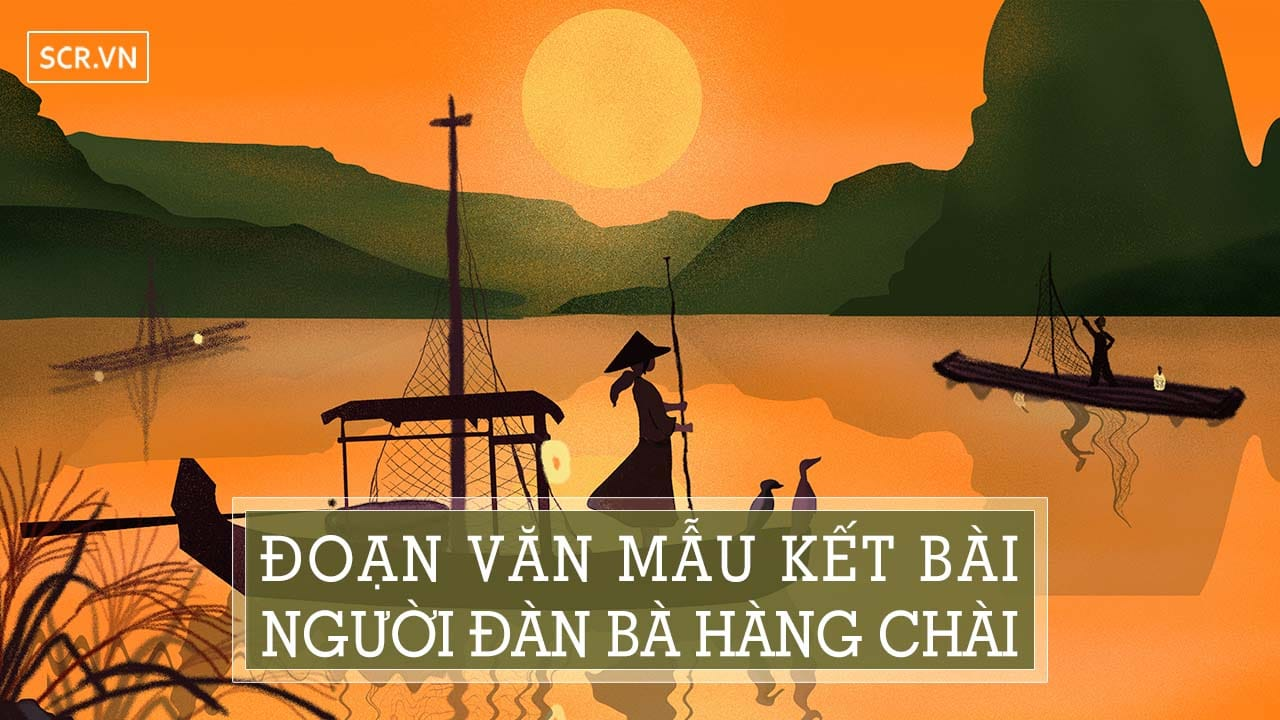 SCR.VN
ĐOẠN VĂN MẪU KẾT BÀI
NGƯỜI ĐÀN BÀ HÀNG CHÀI